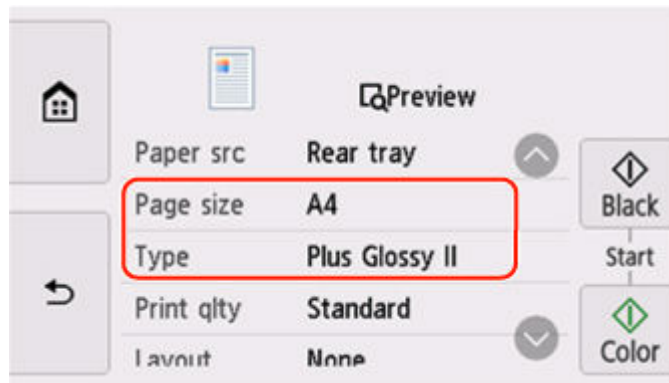 Preview
Paper src Rear tray
Page size A4
Type Plus Glossy II
Print qlty Standard
Layout None
Black
Start
Color